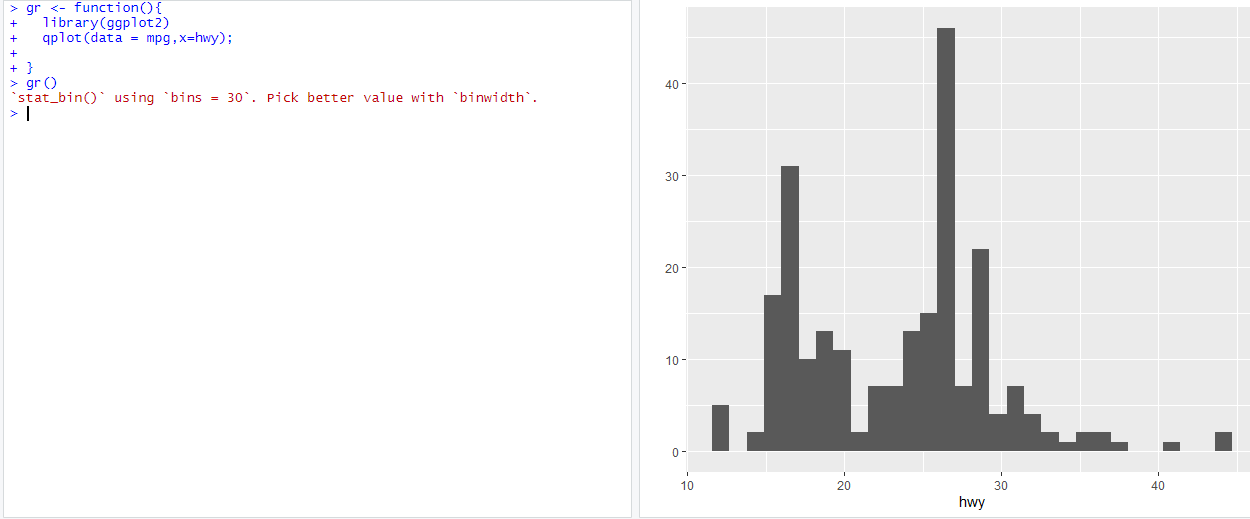 > gr <- function(){
+   library(ggplot2)
+   qplot(data = mpg,x=hwy);
+
+ }
> gr()
`stat_bin()` using `bins = 30`. Pick better value with `binwidth`.
>
40
30
20
10
0
10 20 30 40
hwy